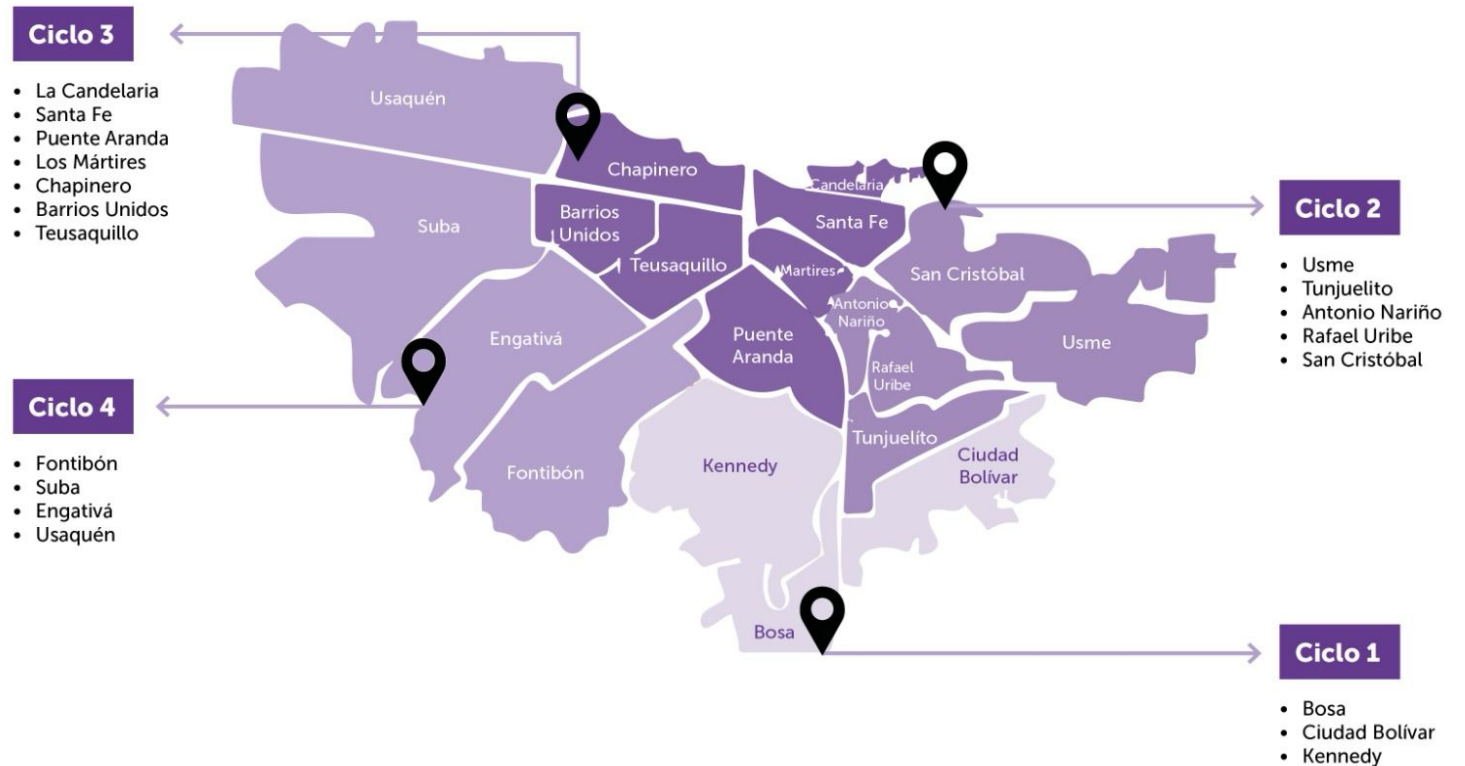 Ciclo 3
• La Candelaria
• Santa Fe
• Puente Aranda
• Los Mártires
• Chapinero
• Barrios Unidos
• Teusaquillo
Ciclo 4
• Fontibón
• Suba
• Engativá
• Usaquén
Usaquén
Chapinero
Candelaria
Suba
Barrios
Unidos
Santa Fe
Teusaquillo
Martires
San Cristóbal
Antonio
Nariño
Engativá
Puente
Aranda
Usme
Rafael
Uribe
Tunjuelíto
Fontibón
Kennedy
Ciudad
Bolívar
Bosa
Ciclo 2
• Usme
• Tunjuelito
• Antonio Nariño
• Rafael Uribe
• San Cristóbal
Ciclo 1
• Bosa
• Ciudad Bolívar
• Kennedy